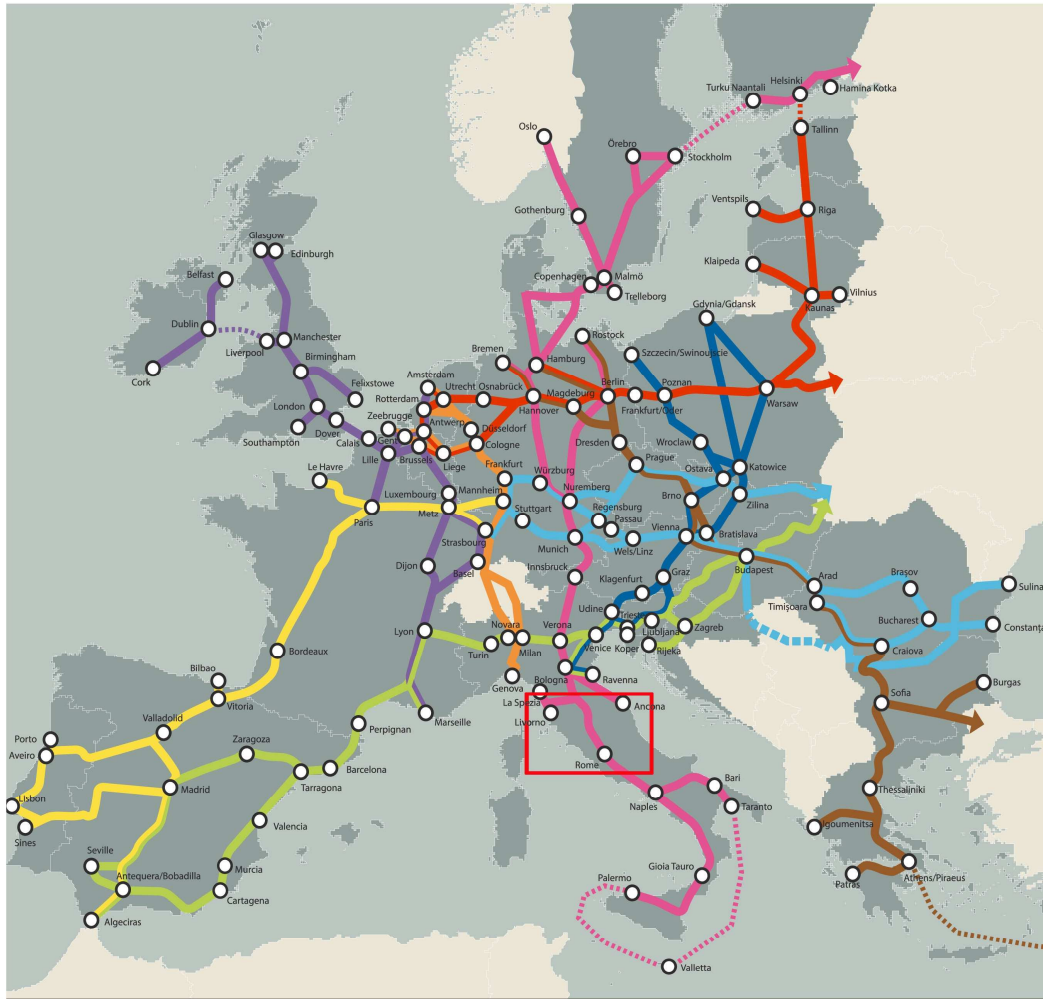 Helsinki
Turku Naantali
Hamina Kotka
Oslo
Tallinn
Örebro
Stockholm
Ventspils
Riga
Gothenburg
Glasgow
Edinburgh
Klaipeda
Belfast
Copenhagen
Malmö
Trelleborg
Vilnius
Kaunas
Gdynia/Gdansk
Dublin
Manchester
Rostock
Liverpool
Birmingham
Bremen
Hamburg
Szczecin/Swinoujscie
Cork
Felixstowe
Amsterdam
Utrecht
Osnabrück
Magdeburg
Berlin
Poznan
Warsaw
London
Rotterdam
Hannover
Frankfurt/Oder
Zeebrugge
Antwerp
Düsseldorf
Southampton
Dover
Calais
Gent
Cologne
Dresden
Wroclaw
Lille
Brussels
Liege
Prague
Ostava
Katowice
Le Havre
Frankfurt
Würzburg
Luxembourg
Mannheim
Nuremberg
Brno
Zilina
Paris
Metz
Stuttgart
Regensburg
Passau
Vienna
Bratislava
Strasbourg
Munich
Wels/Linz
Budapest
Dijon
Basel
Innsbruck
Klagenfurt
Graz
Arad
Braşov
Sulina
Udine
Trieste
Timişoara
Bucharest
Constanţa
Lyon
Novara
Verona
Ljubljana
Zagreb
Turin
Milan
Venice
Koper
Rijeka
Craiova
Bordeaux
Bilbao
Genova
Bologna
Ravenna
Sofia
Burgas
Vitoria
La Spezia
Livorno
Ancona
Marseille
Valladolid
Perpignan
Porto
Aveiro
Zaragoza
Rome
Barcelona
Bari
Madrid
Tarragona
Naples
Taranto
Thessaljniki
Lisbon
Sines
Valencia
Igoumenitsa
Seville
Murcia
Gioia Tauro
Athens/Piraeus
Antequera/Bobadilla
Palermo
Patras
Cartagena
Algeciras
Valletta